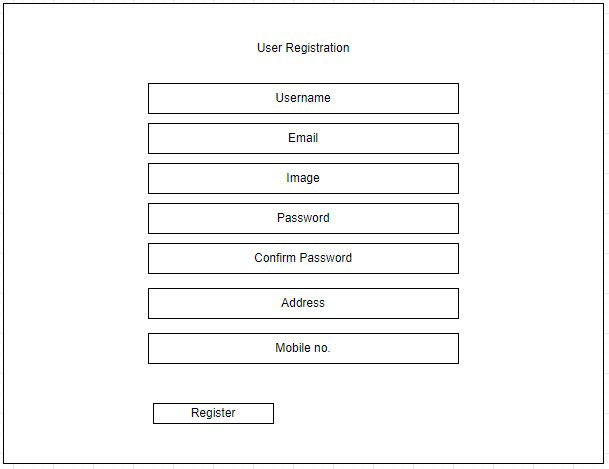 User Registration
Username
Email
Image
Password
Confirm Password
Address
Mobile no.
Register